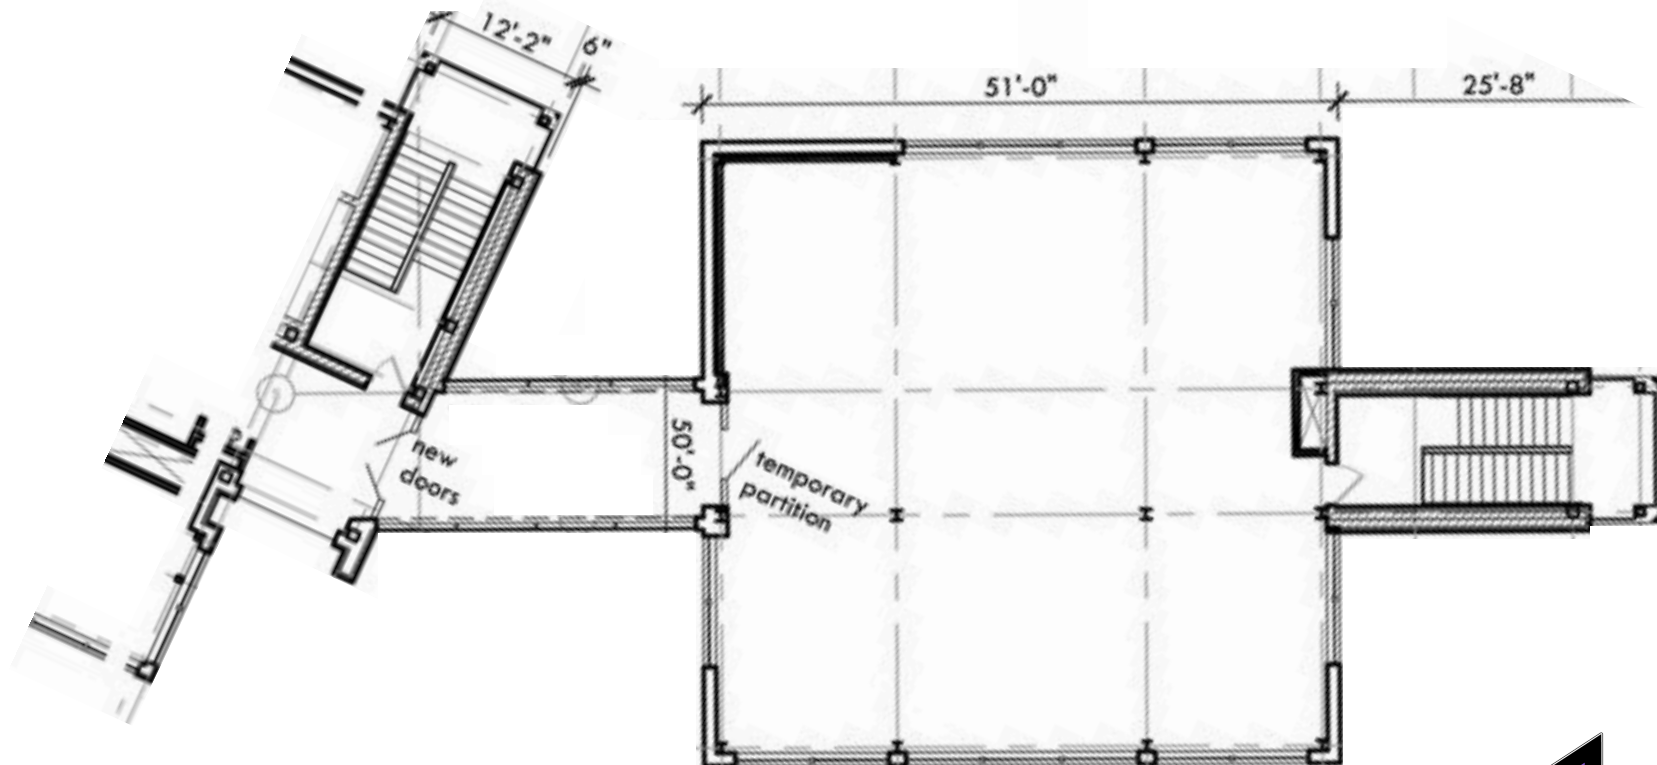 12'-2"
6"
51'-0"
25'-8"
new
doors
50'-0"
temporary
partition